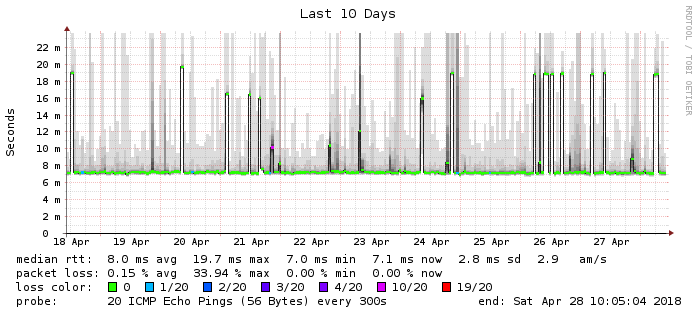 Last 10 Days
RRDTOOL / TOBI OETIKER
Seconds
22 m
20 m
18 m
16 m
14 m
12 m
10 m
8 m
6 m
4 m
2 m
0
18 Apr 19 Apr 20 Apr 21 Apr 22 Apr 23 Apr 24 Apr 25 Apr 26 Apr 27 Apr
median rtt: 8.0 ms avg 19.7 ms max 7.0 ms min 7.1 ms now 2.8 ms sd 2.9 am/s
packet loss: 0.15 % avg 33.94 % max 0.00 % min 0.00 % now
loss color: 0 1/20 2/20 3/20 4/20 10/20 19/20
probe: 20 ICMP Echo Pings (56 Bytes) every 300s end: Sat Apr 28 10:05:04 2018